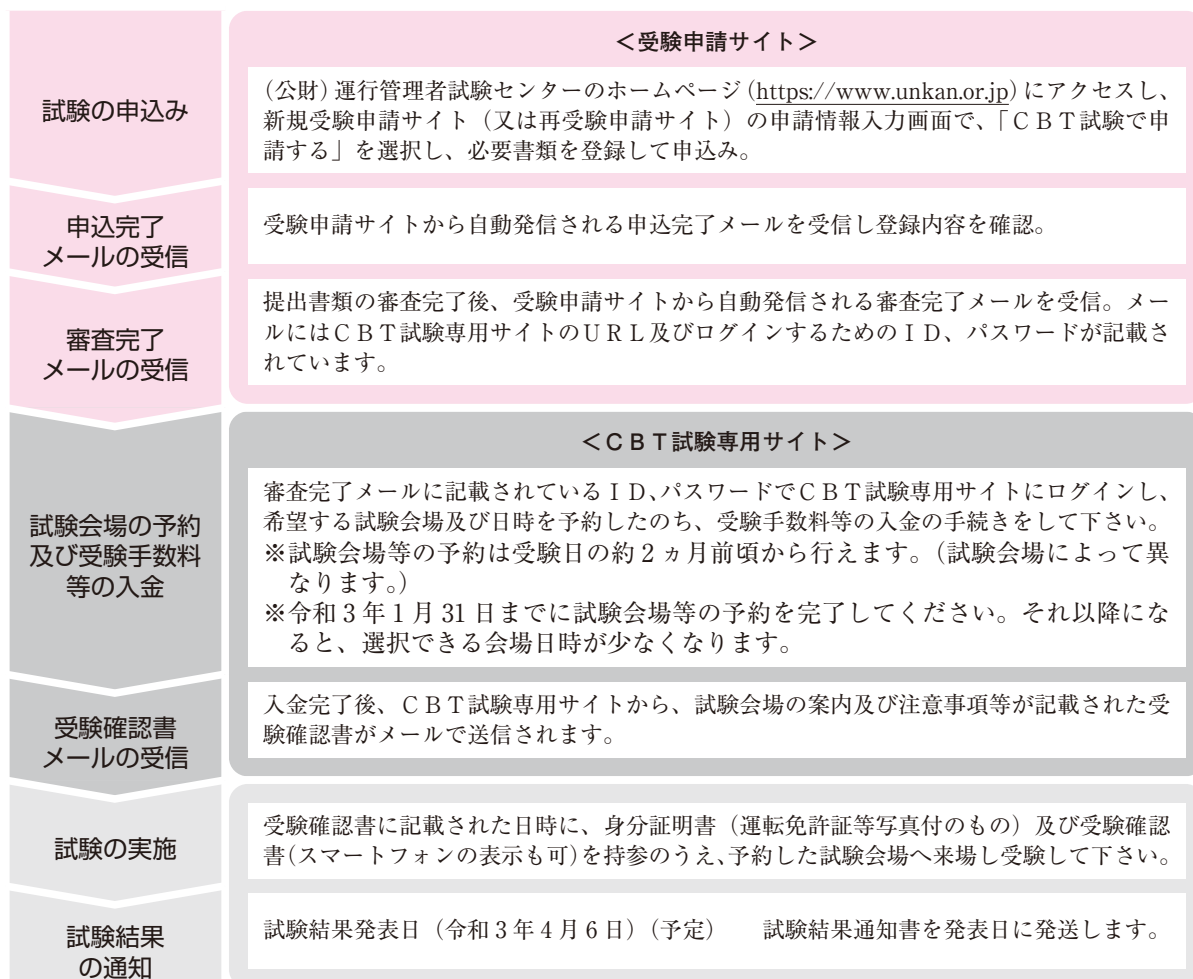 <受験申請サイト>
試験の申込み
(公財)運行管理者試験センターのホームページ(https://www.unkan.or.jp)にアクセスし、
新規受験申請サイト(又は再受験申請サイト)の申請情報入力画面で、「CBT試験で申
請する」を選択し、必要書類を登録して申込み。
申込完了
メールの受信
受験申請サイトから自動発信される申込完了メールを受信し登録内容を確認。
審査完了
メールの受信
提出書類の審査完了後、受験申請サイトから自動発信される審査完了メールを受信。メー
ルにはCBT試験専用サイトのURL及びログインするためのID、パスワードが記載さ
れています。
<CBT試験専用サイト>
試験会場の予約
及び受験手数料
等の入金
審査完了メールに記載されているID、パスワードでCBT試験専用サイトにログインし、
希望する試験会場及び日時を予約したのち、受験手数料等の入金の手続きをして下さい。
※試験会場等の予約は受験日の約2ヵ月前頃から行えます。(試験会場によって異
なります。)
※令和3年1月31日までに試験会場等の予約を完了してください。それ以降にな
ると、選択できる会場日時が少なくなります。
受験確認書
メールの受信
入金完了後、CBT試験専用サイトから、試験会場の案内及び注意事項等が記載された受
験確認書がメールで送信されます。
試験の実施
受験確認書に記載された日時に、身分証明書(運転免許証等写真付のもの)及び受験確認
書(スマートフォンの表示も可)を持参のうえ、予約した試験会場へ来場し受験して下さい。
試験結果
の通知
試験結果発表日(令和3年4月6日)(予定) 試験結果通知書を発表日に発送します。